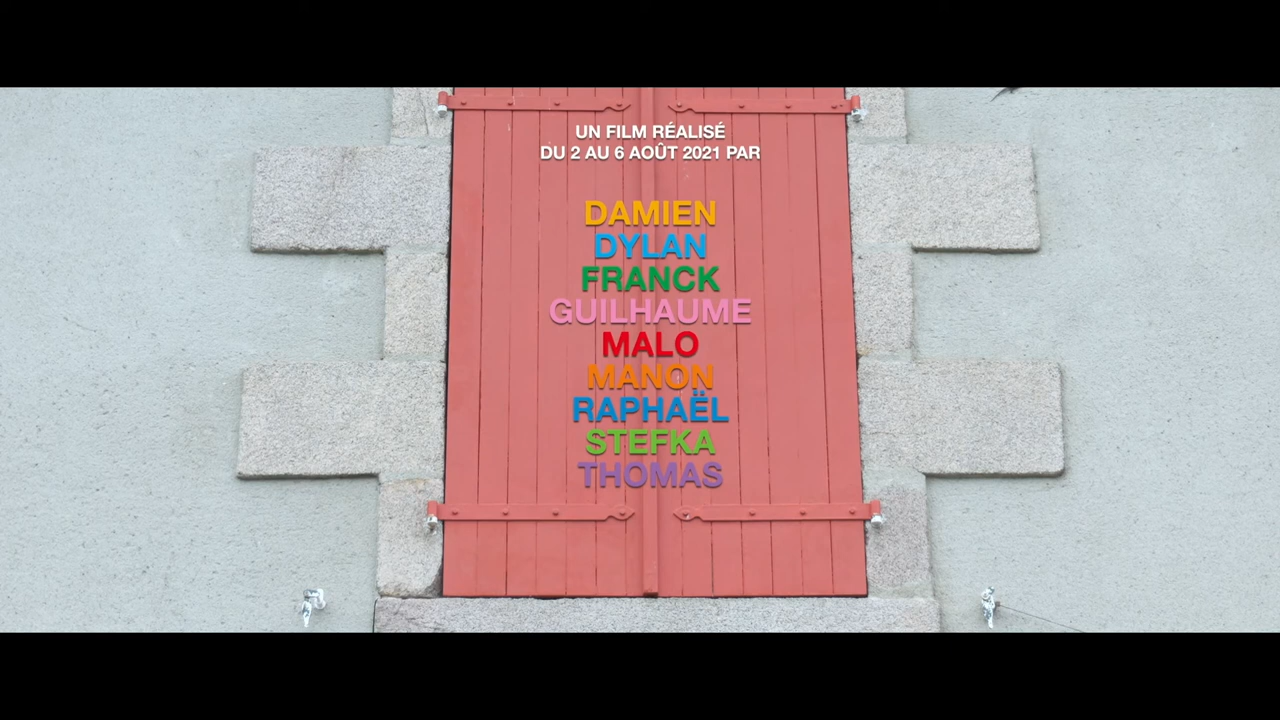 UN FILM RÉALISÉ
DU 2 AU 6 AOÛT 2021 PAR
DAMIEN
DYLAN
FRANCK
GUILHAUME
MALO
MANON
RAPHAËL
STEFKA
THOMAS